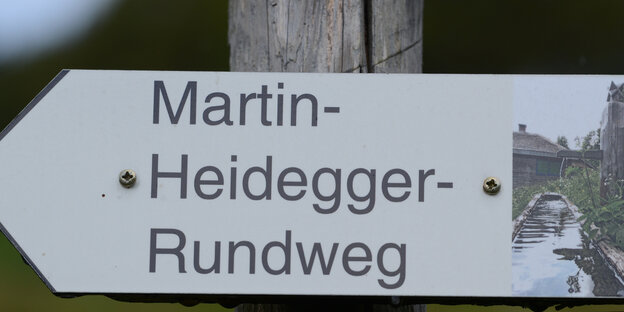 Martin-
Heidegger-
Rundweg